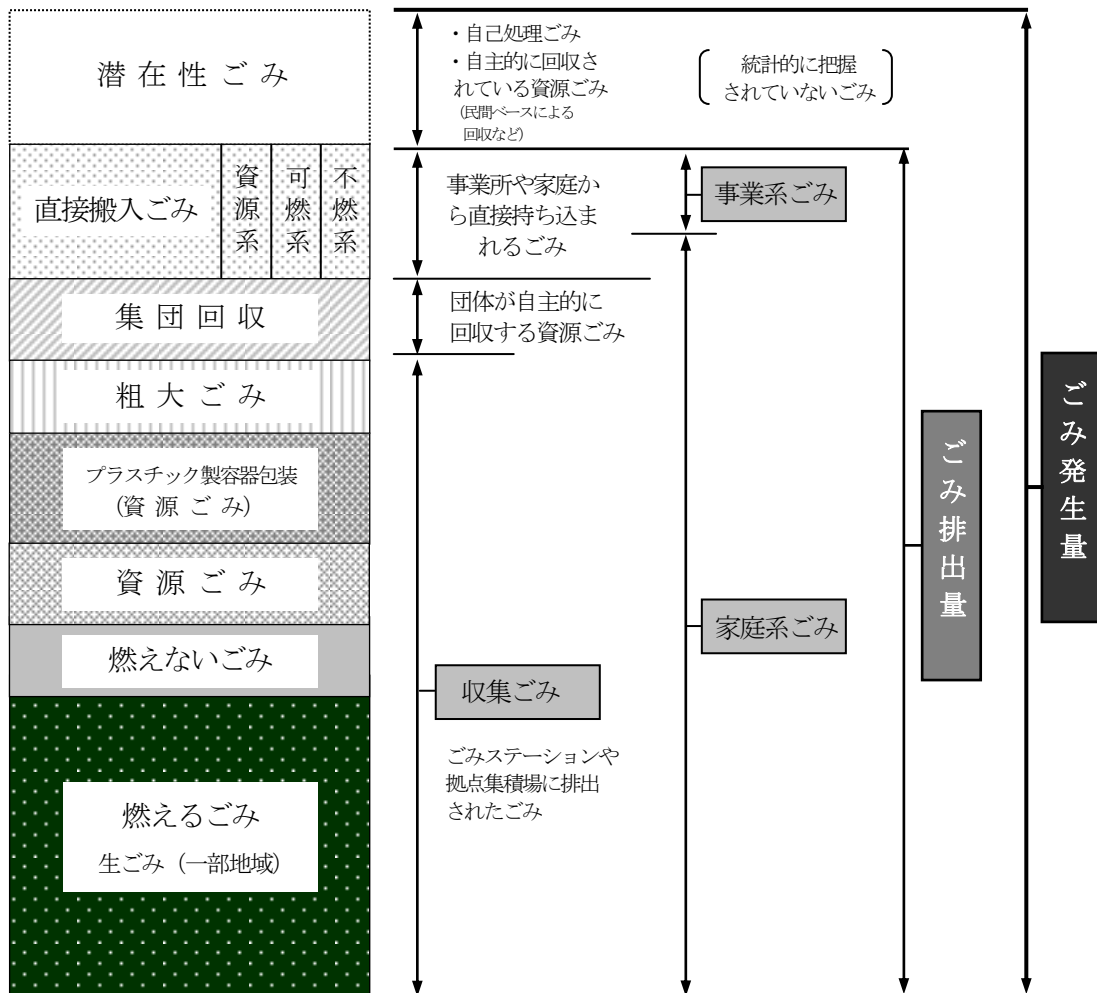 潜在性ごみ
・自己処理ごみ
・自主的に回収さ
れている資源ごみ
(民間ベースによる
回収など)
統計的に把握
されていないごみ
直接搬入ごみ
資源系
可燃系
不燃系
事業所や家庭か
ら直接持ち込ま
れるごみ
事業系ごみ
集団回収
団体が自主的に
回収する資源ごみ
粗大ごみ
プラスチック製容器包装
(資源ごみ)
資源ごみ
燃えないごみ
燃えるごみ
生ごみ(一部地域)
収集ごみ
ごみステーションや
拠点集積場に排出
されたごみ
家庭系ごみ
ごみ排出量
ごみ発生量